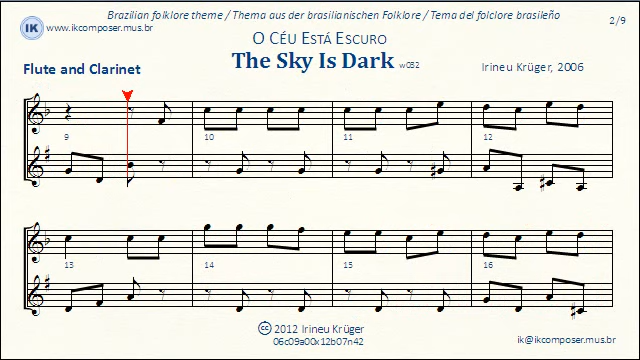 Brazilian folklore theme / Thema aus der brasilianischen Folklore / Tema del folclore brasileño
2/9
IK www.ikcomposer.mus.br
O CÉU ESTÁ ESCURO
The Sky Is Dark w032
Flute and Clarinet
Irineu Krüger, 2006
9 10 11 12
13 14 15 16
cc 2012 Irineu Krüger
06c09a00x12b07n42
ik@ikcomposer.mus.br